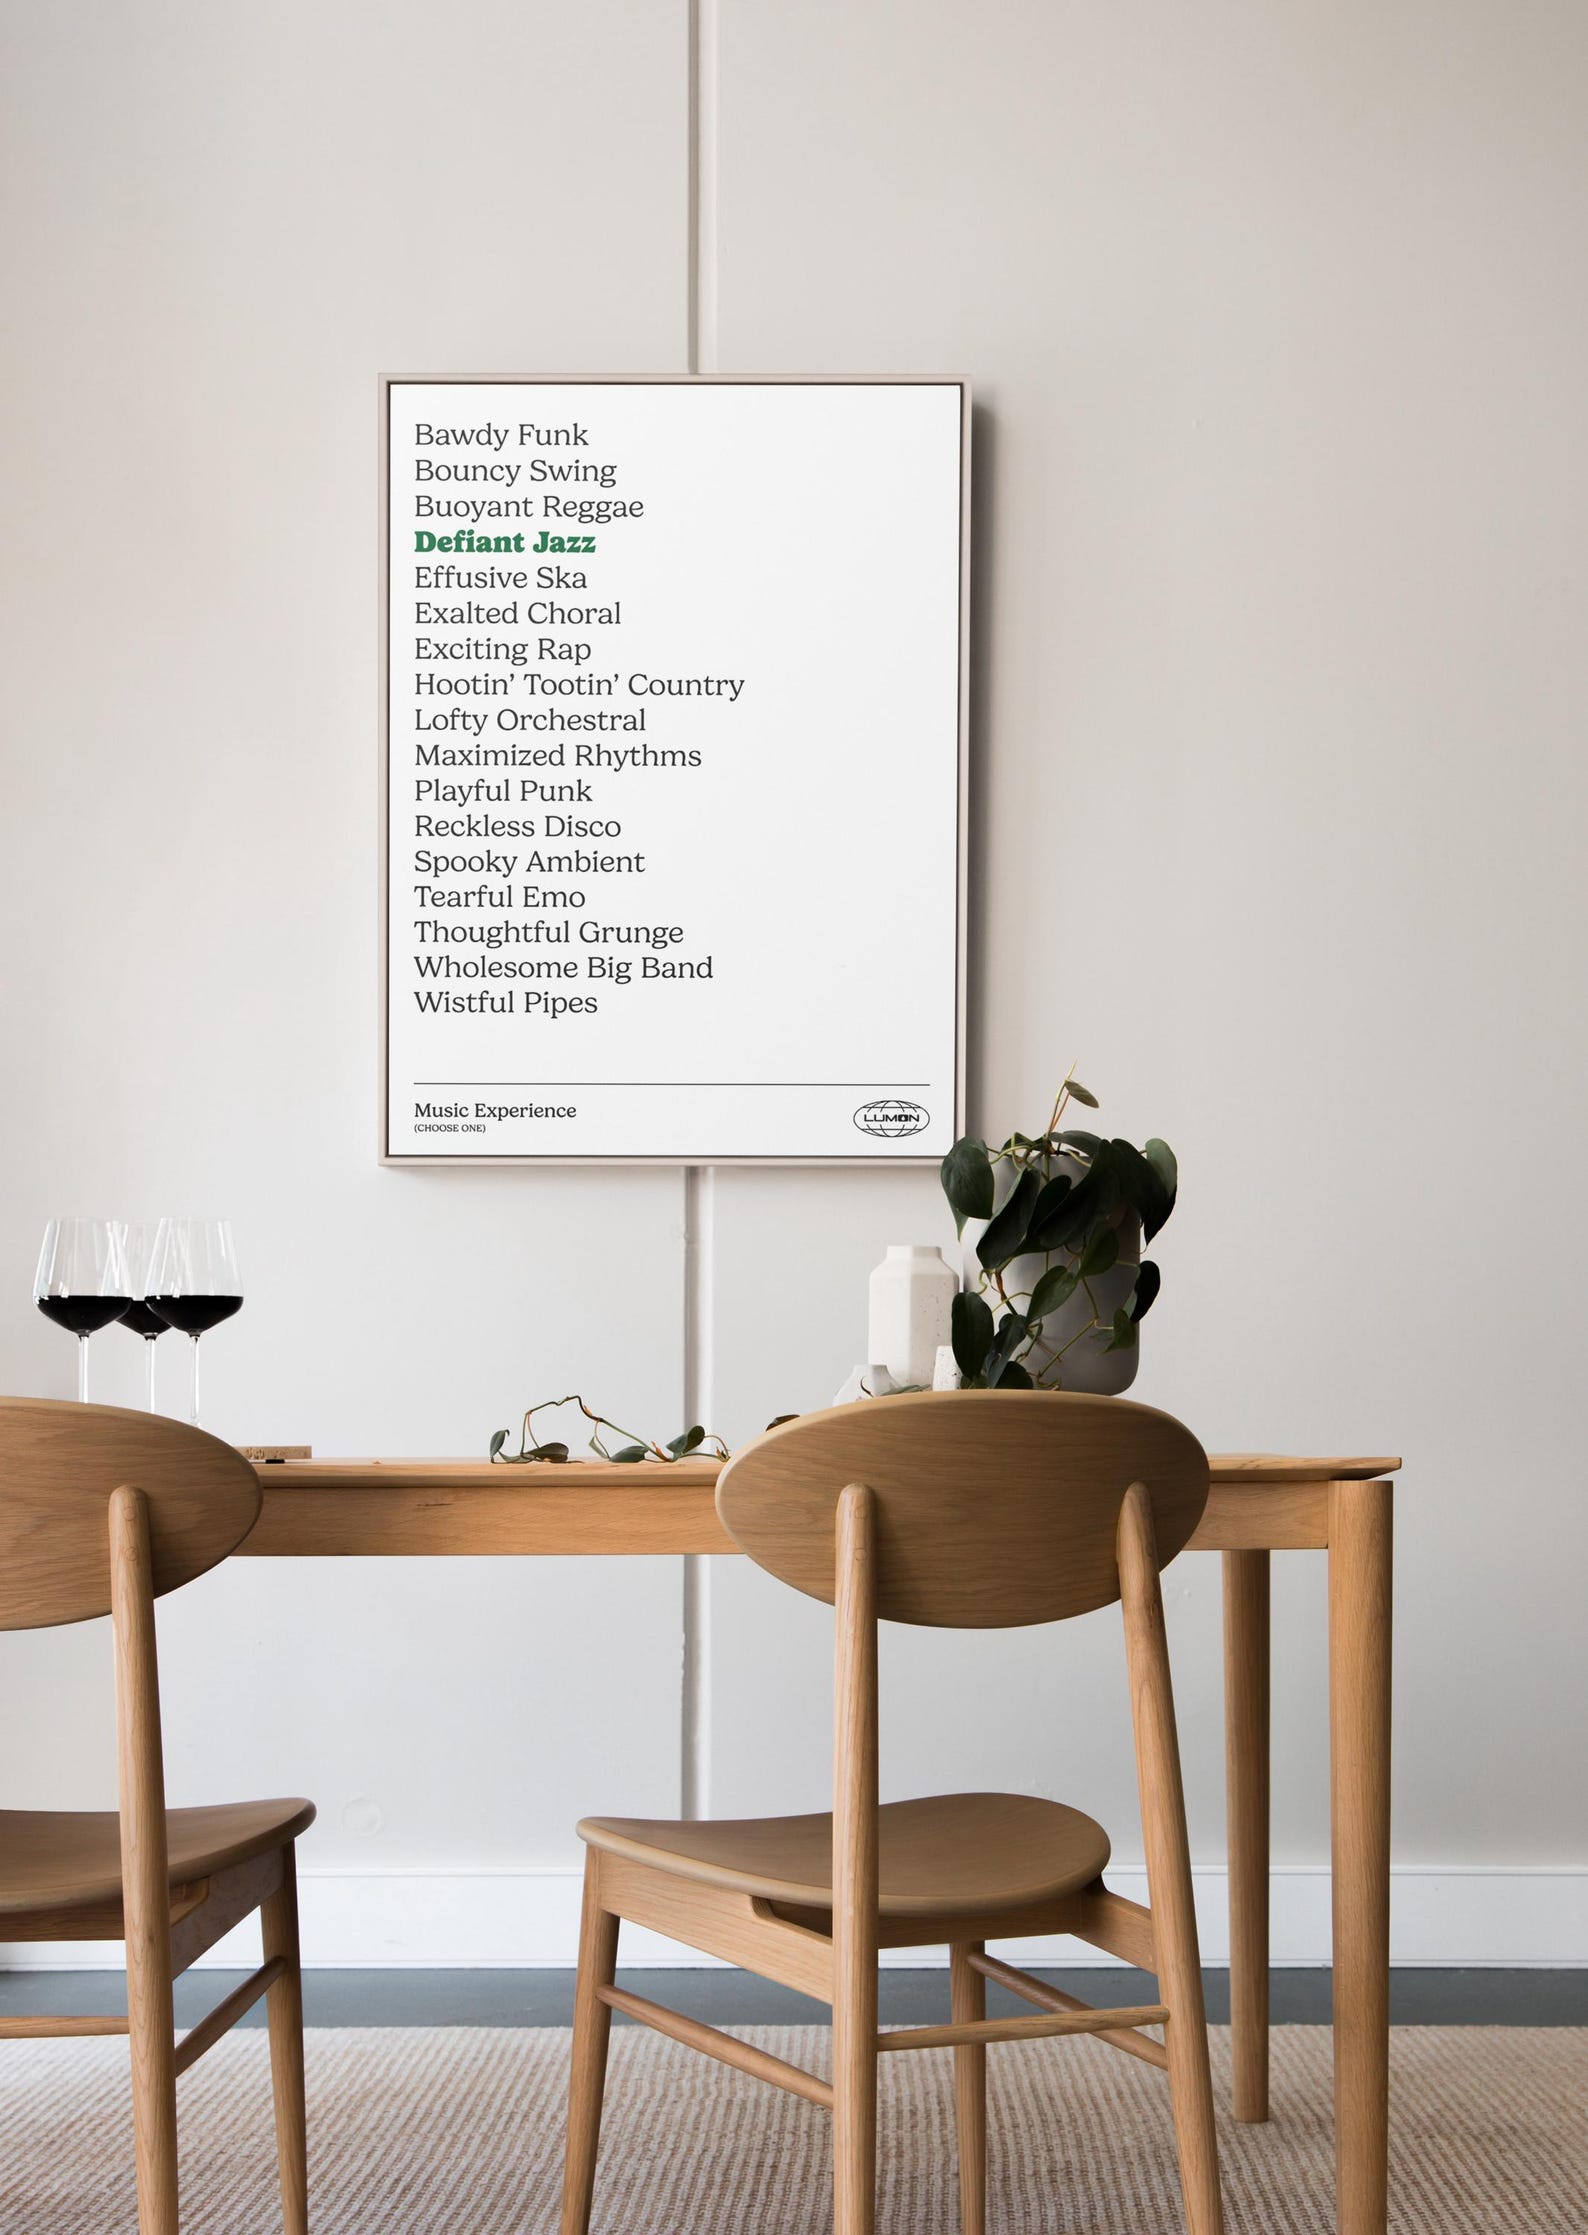 Bawdy Funk
Bouncy Swing
Buoyant Reggae
Defiant Jazz
Effusive Ska
Exalted Choral
Exciting Rap
Hootin’ Tootin’ Country
Lofty Orchestral
Maximized Rhythms
Playful Punk
Reckless Disco
Spooky Ambient
Tearful Emo
Thoughtful Grunge
Wholesome Big Band
Wistful Pipes
Music Experience
(CHOOSE ONE)
LUMON